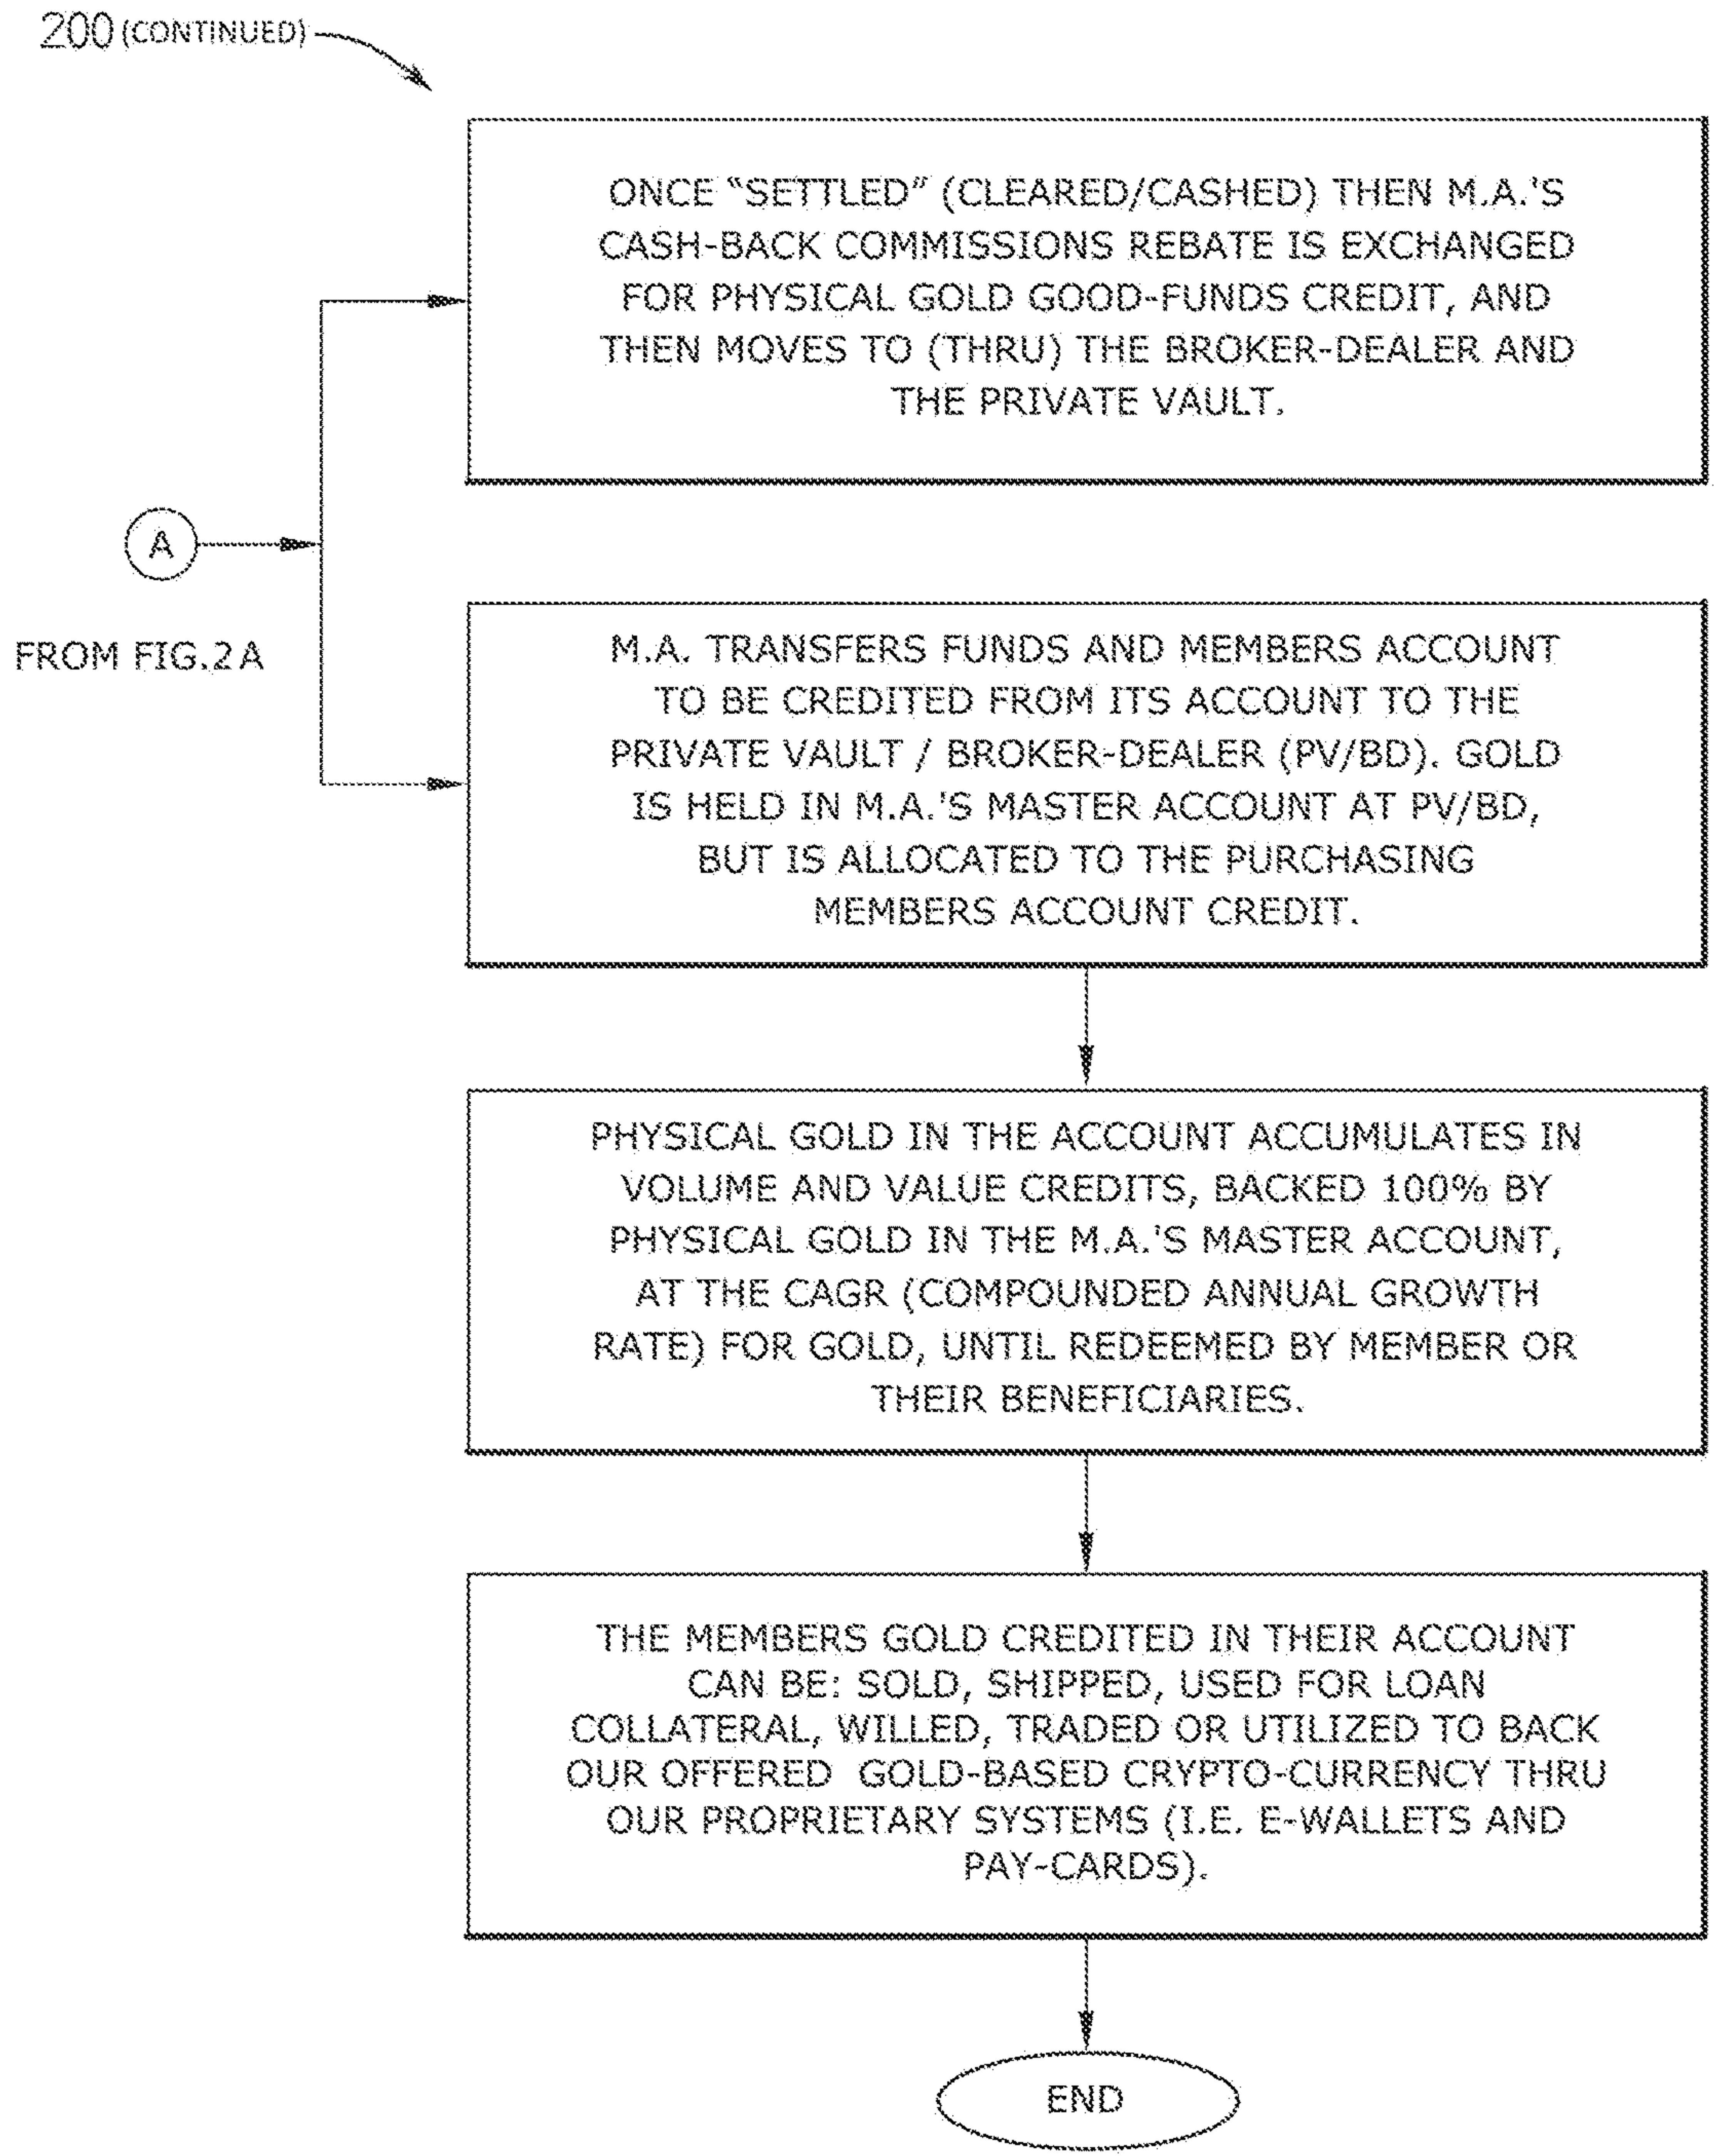 200 (CONTINUED)
ONCE “SETTLED” (CLEARED/CASHED) THEN M.A.'S
CASH-BACK COMMISSIONS REBATE IS EXCHANGED
FOR PHYSICAL GOLD GOOD-FUNDS CREDIT, AND
THEN MOVES TO (THRU) THE BROKER-DEALER AND
THE PRIVATE VAULT.
A
FROM FIG.2A
M.A. TRANSFERS FUNDS AND MEMBERS ACCOUNT
TO BE CREDITED FROM ITS ACCOUNT TO THE
PRIVATE VAULT / BROKER-DEALER (PV/BD). GOLD
IS HELD IN M.A.'S MASTER ACCOUNT AT PV/BD,
BUT IS ALLOCATED TO THE PURCHASING
MEMBERS ACCOUNT CREDIT.
PHYSICAL GOLD IN THE ACCOUNT ACCUMULATES IN
VOLUME AND VALUE CREDITS, BACKED 100% BY
PHYSICAL GOLD IN THE M.A.'S MASTER ACCOUNT,
AT THE CAGR (COMPOUNDED ANNUAL GROWTH
RATE) FOR GOLD, UNTIL REDEEMED BY MEMBER OR
THEIR BENEFICIARIES.
THE MEMBERS GOLD CREDITED IN THEIR ACCOUNT
CAN BE: SOLD, SHIPPED, USED FOR LOAN
COLLATERAL, WILLED, TRADED OR UTILIZED TO BACK
OUR OFFERED GOLD-BASED CRYPTO-CURRENCY THRU
OUR PROPRIETARY SYSTEMS (I.E. E-WALLETS AND
PAY-CARDS).
END